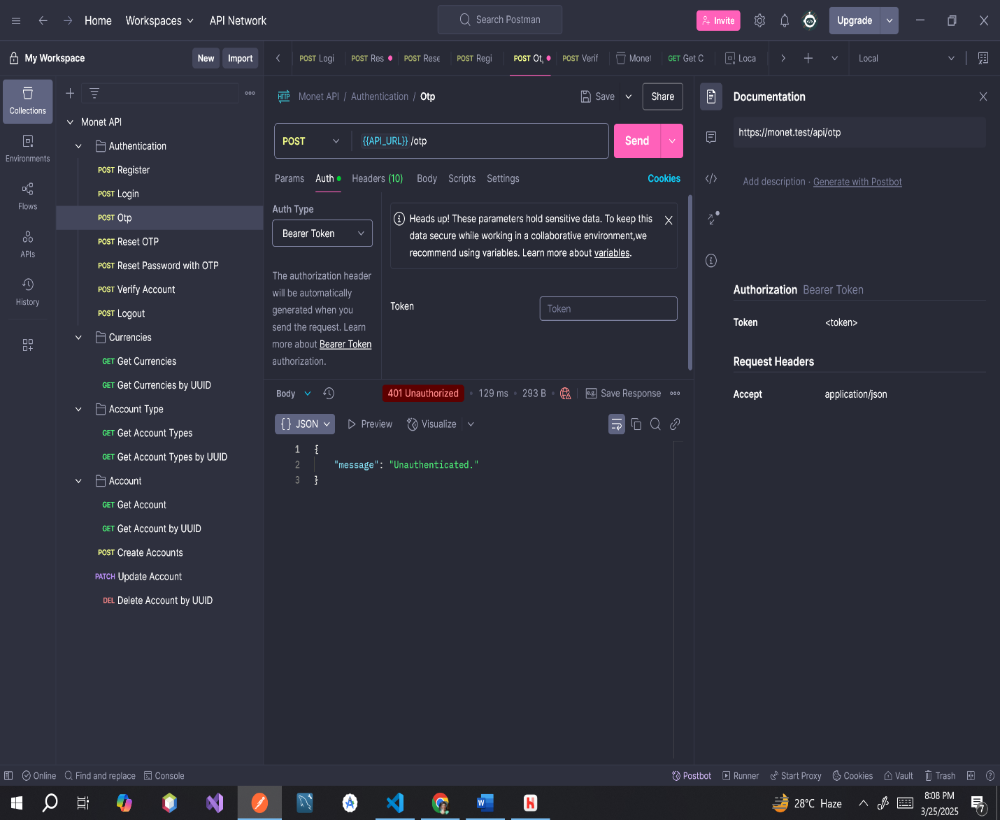 Home
Workspaces
API Network
Search Postman
Invite
Upgrade
My Workspace
New
Import
POST Logi
POST Res
POST Rese
POST Regi
POST Ot,
POST Verif
Monet
GET Get C
Loca
Local
Collections
Environments
Flows
APIs
History
Monet API
Authentication
POST Register
POST Login
POST Otp
POST Reset OTP
POST Reset Password with OTP
POST Verify Account
POST Logout
Currencies
GET Get Currencies
GET Get Currencies by UUID
Account Type
GET Get Account Types
GET Get Account Types by UUID
Account
GET Get Account
GET Get Account by UUID
POST Create Accounts
PATCH Update Account
DEL Delete Account by UUID
HTTP Monet API / Authentication / Otp
Save
Share
POST
{{API_URL}} /otp
Send
Params
Auth
Headers (10)
Body
Scripts
Settings
Cookies
Auth Type
Bearer Token
The authorization header
will be automatically
generated when you
send the request. Learn
more about Bearer Token
authorization.
Heads up! These parameters hold sensitive data. To keep this
data secure while working in a collaborative environment,we
recommend using variables. Learn more about variables.
Token
Token
Body
401 Unauthorized
129 ms
293 B
Save Response
{} JSON
Preview
Visualize
1 {
2 "message": "Unauthenticated."
3 }
Documentation
https://monet.test/api/otp
Add description · Generate with Postbot
Authorization Bearer Token
Token <token>
Request Headers
Accept application/json
Online
Find and replace
Console
Postbot
Runner
Start Proxy
Cookies
Vault
Trash
28°C Haze
8:08 PM
3/25/2025
7